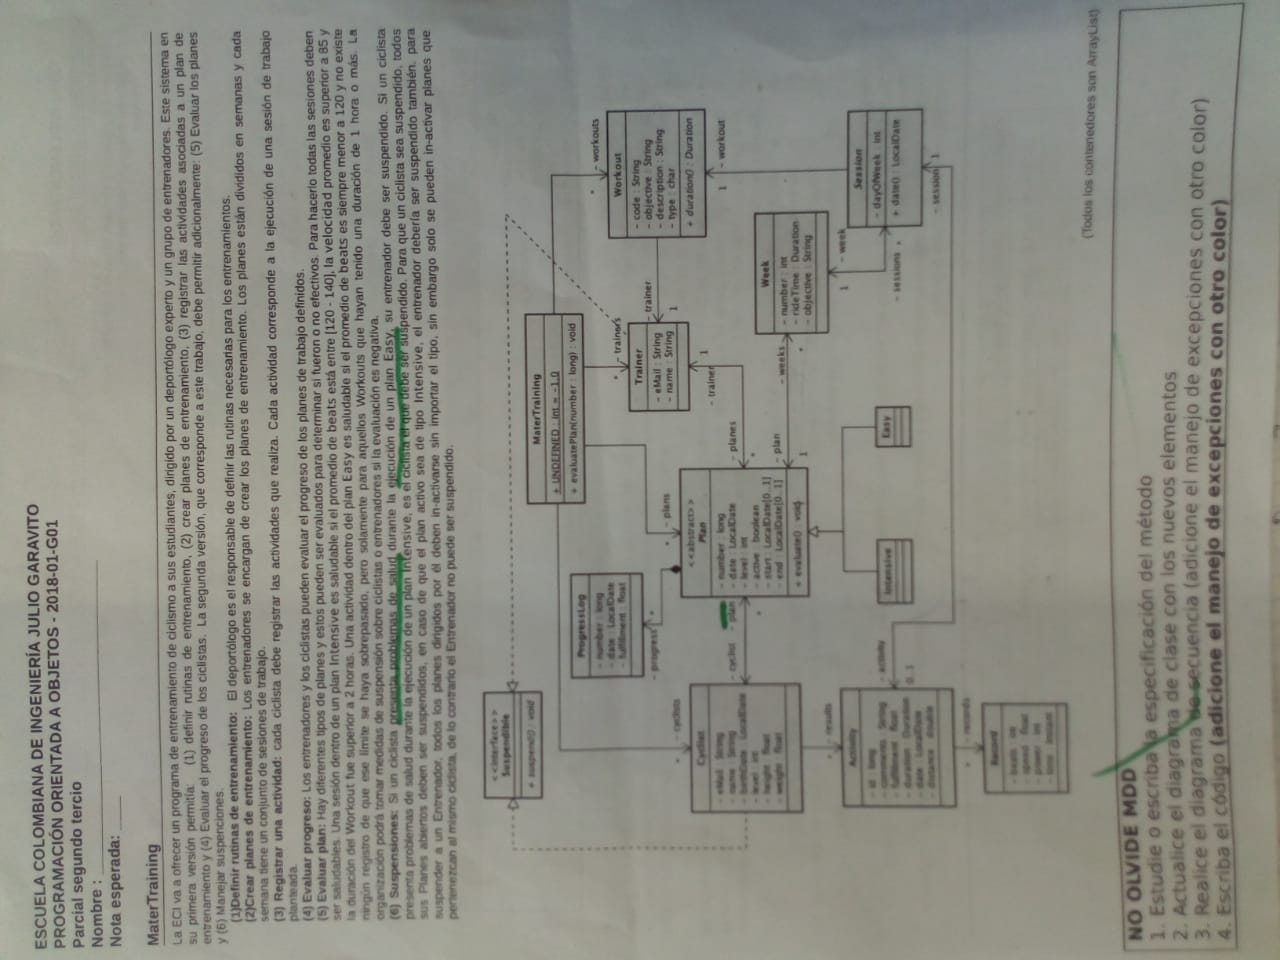 ESCUELA COLOMBIANA DE INGENIERÍA JULIO GARAVITO
PROGRAMACIÓN ORIENTADA A OBJETOS - 2018-01-G01
Parcial segundo tercio
Nombre :
Nota esperada:
MaterTraining
La ECI va a ofrecer un programa de entrenamiento de ciclismo a sus estudiantes, dirigido por un deportólogo experto y un grupo de entrenadores. Este sistema en
su primera versión permitía: (1) definir rutinas de entrenamiento, (2) crear planes de entrenamiento, (3) registrar las actividades asociadas a un plan de
entrenamiento y (4) Evaluar el progreso de los ciclistas. La segunda versión, que corresponde a este trabajo, debe permitir adicionalmente: (5) Evaluar los planes
y (6) Manejar suspenciones.
(1)Definir rutinas de entrenamiento: El deportólogo es el responsable de definir las rutinas necesarias para los entrenamientos.
(2)Crear planes de entrenamiento: Los entrenadores se encargan de crear los planes de entrenamiento. Los planes están divididos en semanas y cada
semana tiene un conjunto de sesiones de trabajo.
(3) Registrar una actividad: cada ciclista debe registrar las actividades que realiza. Cada actividad corresponde a la ejecución de una sesión de trabajo
planteada.
(4) Evaluar progreso: Los entrenadores y los ciclistas pueden evaluar el progreso de los planes de trabajo definidos.
(5) Evaluar plan: Hay diferentes tipos de planes y estos pueden ser evaluados para determinar si fueron o no efectivos. Para hacerlo todas las sesiones deben
ser saludables. Una sesión dentro de un plan Intensive es saludable si el promedio de beats está entre [120 - 140], la velocidad promedio es superior a 85 y
la duración del Workout fue superior a 2 horas. Una actividad dentro del plan Easy es saludable si el promedio de beats es siempre menor a 120 y no existe
ningún registro de que ese límite se haya sobrepasado, pero solamente para aquellos Workouts que hayan tenido una duración de 1 hora o más. La
organización podrá tomar medidas de suspensión sobre ciclistas o entrenadores si la evaluación es negativa.
(6) Suspensiones: Si un ciclista presenta problemas de salud durante la ejecución de un plan Easy, su entrenador debe ser suspendido. Si un ciclista
presenta problemas de salud durante la ejecución de un plan Intensive, es el ciclista el que debe ser suspendido. Para que un ciclista sea suspendido, todos
sus Planes abiertos deben ser suspendidos, en caso de que el plan activo sea de tipo Intensive, el entrenador debería ser suspendido también. para
suspender a un Entrenador, todos los planes dirigidos por él deben in-activarse sin importar el tipo, sin embargo solo se pueden in-activar planes que
pertenezcan al mismo ciclista, de lo contrario el Entrenador no puede ser suspendido.
<<interface>>
Suspendible
+ suspend() : void
MaterTraining
+ UNDEFINED : int = -1.0
+ evaluatePlan(number : long) : void
ProgressLog
- number : long
- date : LocalDate
- fulfillment : float
- progress *
* - cyclists
* - plans
* - trainers
* - workouts
Trainer
- eMail : String
- name : String
- trainer
1
Workout
- code : String
- objective : String
- description : String
- type : char
+ duration() : Duration
Cyclist
- eMail : String
- name : String
- birthDate : LocalDate
- level : int
- height : float
- weight : float
- cyclist - plan
*
<<abstract>>
Plan
- number : long
- date : LocalDate
- level : int
- active : boolean
- start : LocalDate[0..1]
- end : LocalDate[0..1]
+ evaluate() : void
- trainer 1
- planes
*
- plan
1
- weeks
*
Week
- number : int
- rideTime : Duration
- objective : String
1 - workout
1 - week
- sessions *
Session
- dayOfWeek : int
+ date() : LocalDate
- session 1
* - results
Activity
- id : long
- comments : String
- fulfillment : float
- duration : Duration
- date : LocalDate
- distance : double
- activity
0..1
Intensive
Easy
* - records
Record
- beats : int
- speed : float
- power : int
- time : Instant
(Todos los contenedores son ArrayList)
NO OLVIDE MDD
1. Estudie o escriba la especificación del método
2. Actualice el diagrama de clase con los nuevos elementos
3. Realice el diagrama de secuencia (adicione el manejo de excepciones con otro color)
4. Escriba el código (adicione el manejo de excepciones con otro color)